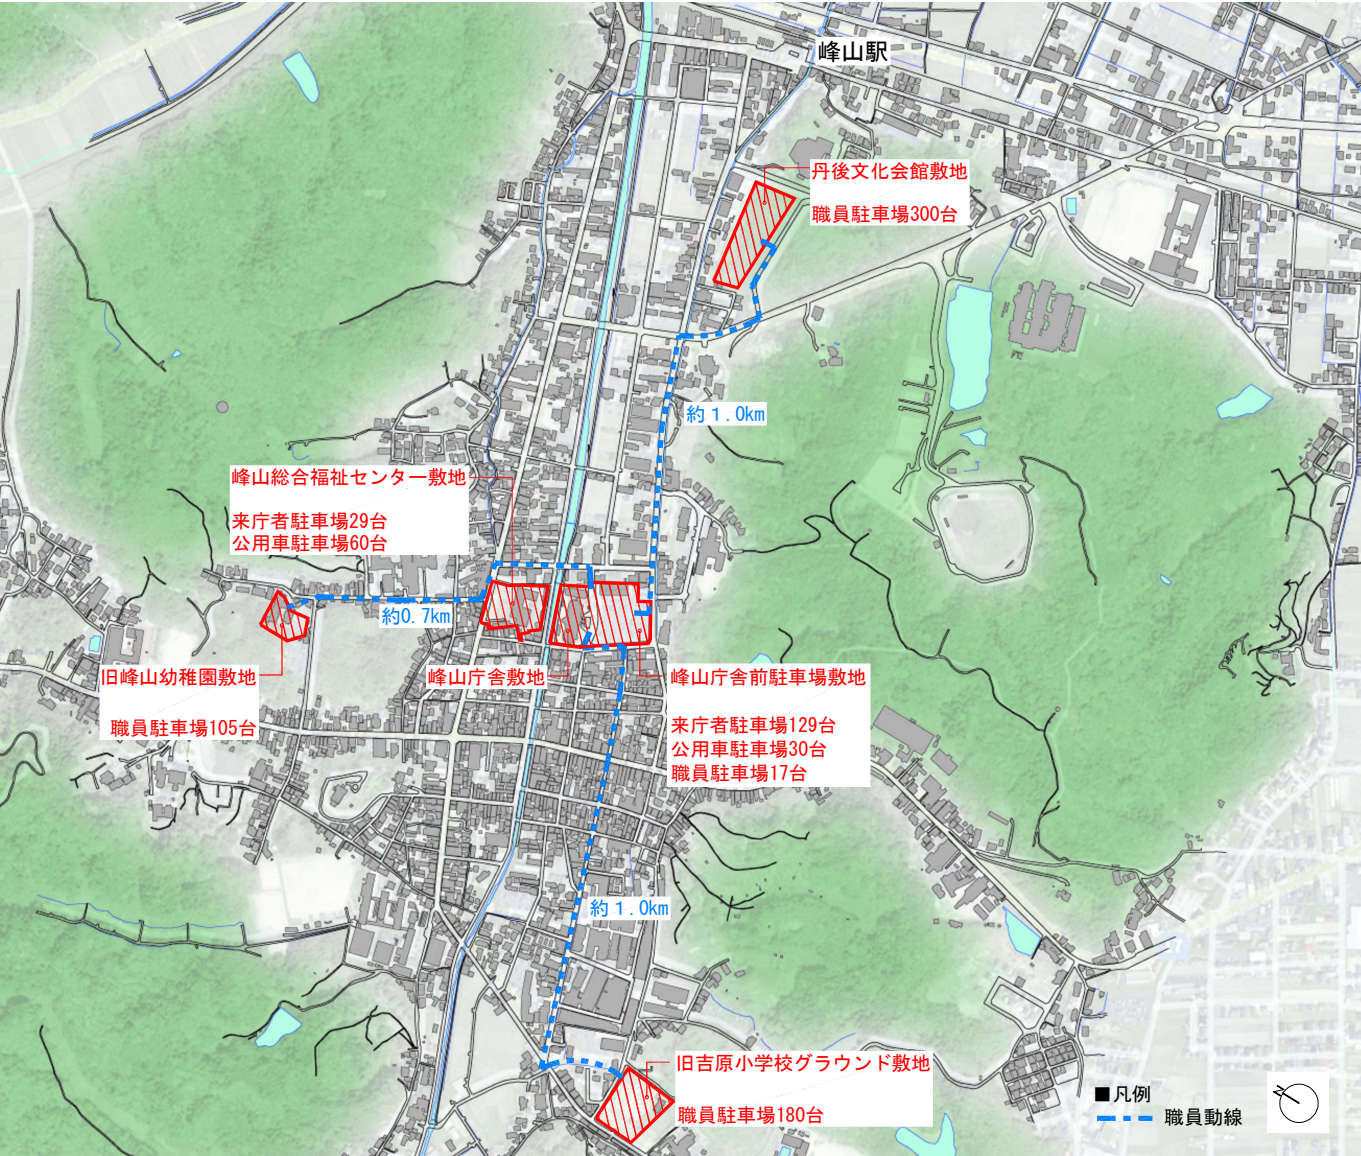 峰山駅
丹後文化会館敷地
職員駐車場300台
約１.0km
峰山総合福祉センター敷地
来庁者駐車場29台
公用車駐車場60台
約0.7km
旧峰山幼稚園敷地
職員駐車場105台
峰山庁舎敷地
峰山庁舎前駐車場敷地
来庁者駐車場129台
公用車駐車場30台
職員駐車場17台
約１.0km
旧吉原小学校グラウンド敷地
職員駐車場180台
■凡例
職員動線